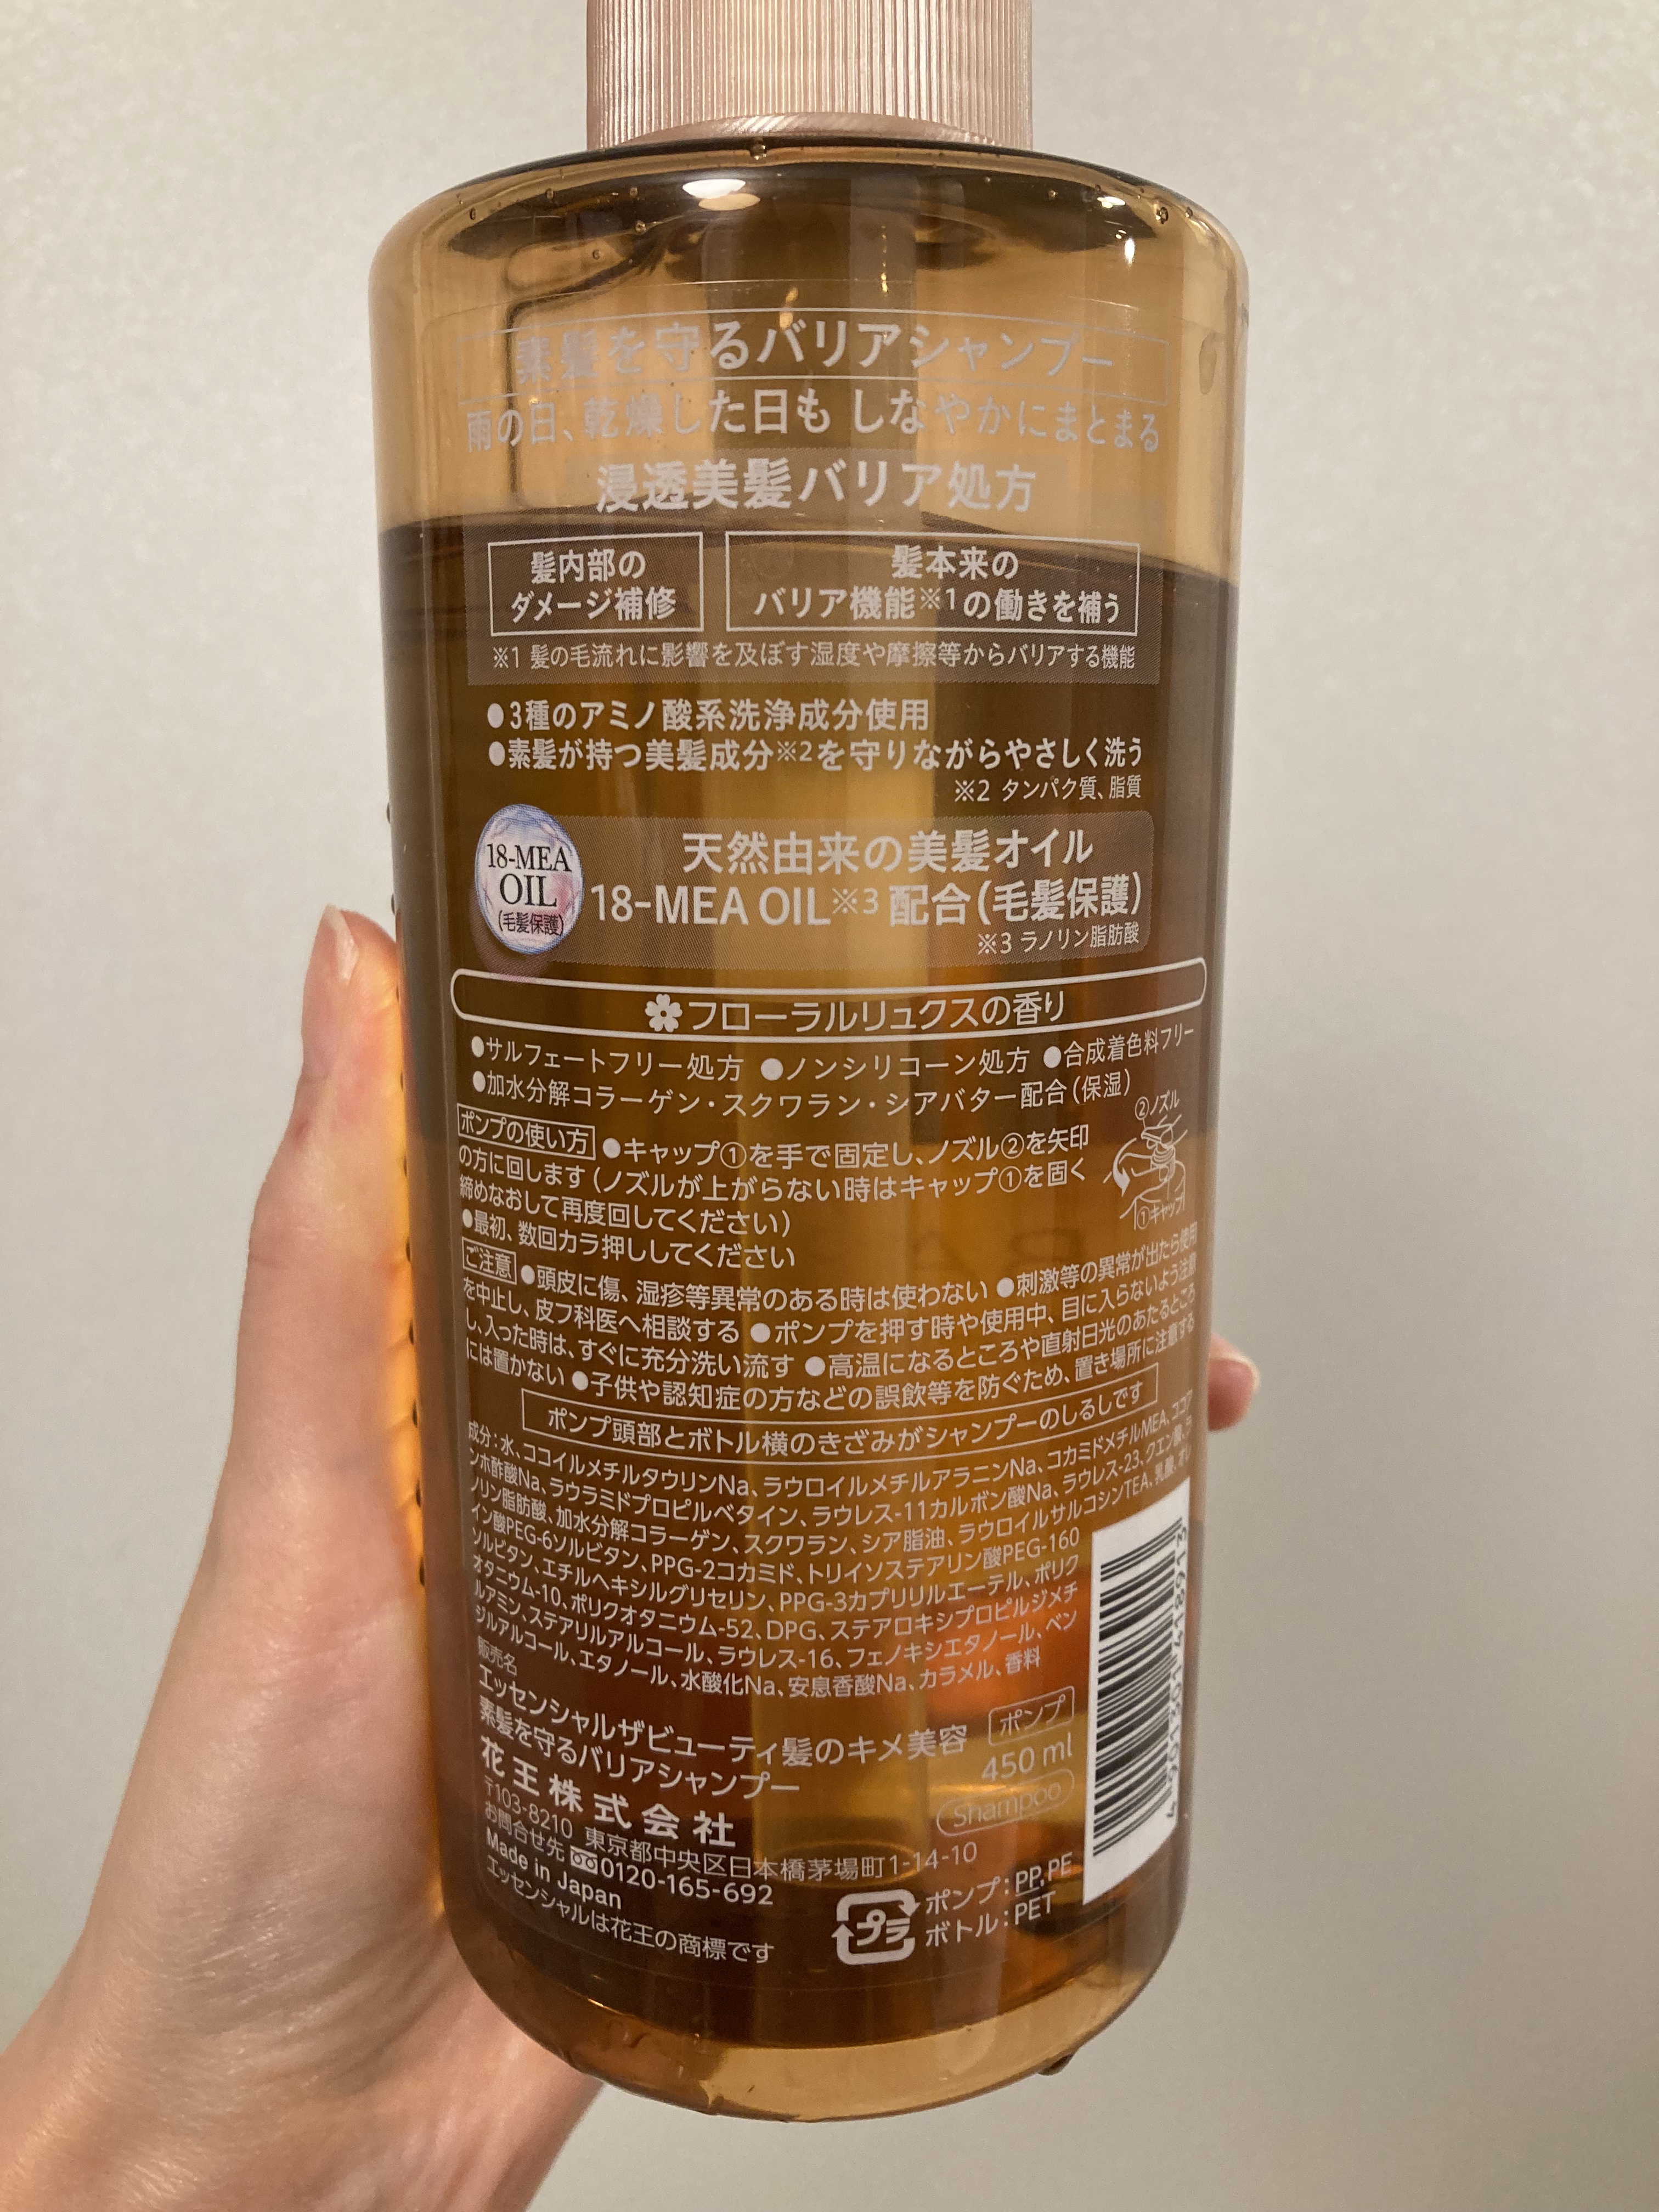 素髪を守るバリアシャンプー
雨の日、乾燥した日も しなやかにまとまる
浸透美髪バリア処方
髪内部の
ダメージ補修
髪本来の
バリア機能※1の働きを補う
※1 髪の毛流れに影響を及ぼす湿度や摩擦等からバリアする機能
●3種のアミノ酸系洗浄成分使用
●素髪が持つ美髪成分※2を守りながらやさしく洗う
※2 タンパク質、脂質
18-MEA
OIL
(毛髪保護)
天然由来の美髪オイル
18-MEA OIL※3 配合(毛髪保護)
※3 ラノリン脂肪酸
フローラルリュクスの香り
●サルフェートフリー処方 ●ノンシリコーン処方 ●合成着色料フリー
●加水分解コラーゲン・スクワラン・シアバター配合(保湿)
ポンプの使い方 ●キャップ①を手で固定し、ノズル②を矢印
の方に回します(ノズルが上がらない時はキャップ①を固く
締めなおして再度回してください)
●最初、数回カラ押ししてください
②ノズル
①キャップ
ご注意 ●頭皮に傷、湿疹等異常のある時は使わない ●刺激等の異常が出たら使用
を中止し、皮フ科医へ相談する ●ポンプを押す時や使用中、目に入らないよう注意
し、入った時は、すぐに充分洗い流す ●高温になるところや直射日光のあたるところ
には置かない ●子供や認知症の方などの誤飲等を防ぐため、置き場所に注意する
ポンプ頭部とボトル横のきざみがシャンプーのしるしです
成分：水、ココイルメチルタウリンNa、ラウロイルメチルアラニンNa、コカミドメチルMEA、ココア
ンホ酢酸Na、ラウラミドプロピルベタイン、ラウレス-11カルボン酸Na、ラウレス-23、クエン酸、ラ
ノリン脂肪酸、加水分解コラーゲン、スクワラン、シア脂油、ラウロイルサルコシンTEA、乳酸、オレ
イン酸PEG-6ソルビタン、PPG-2コカミド、トリイソステアリン酸PEG-160
ソルビタン、エチルヘキシルグリセリン、PPG-3カプリリルエーテル、ポリク
オタニウム-10、ポリクオタニウム-52、DPG、ステアロキシプロピルジメチ
ルアミン、ステアリルアルコール、ラウレス-16、フェノキシエタノール、ベン
ジルアルコール、エタノール、水酸化Na、安息香酸Na、カラメル、香料
販売名
エッセンシャルザビューティ髪のキメ美容
素髪を守るバリアシャンプー
ポンプ
450 ml
Shampoo
花王株式会社
〒103-8210 東京都中央区日本橋茅場町1-14-10
お問合せ先 0120-165-692
Made in Japan
エッセンシャルは花王の商標です
プラ
ポンプ：PP,PE
ボトル：PET